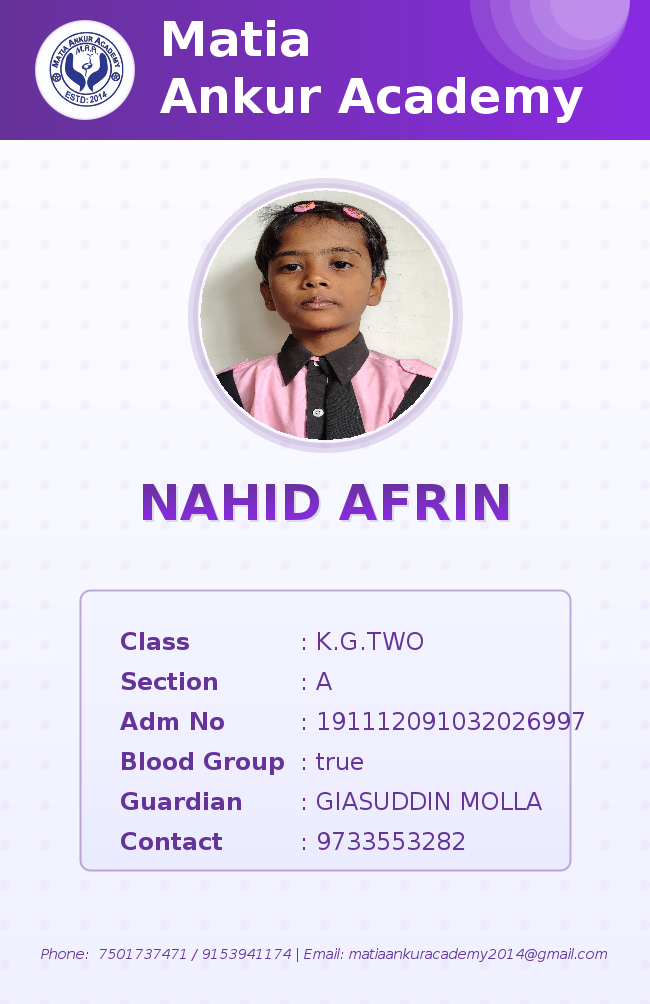 MATIA ANKUR ACADEMY
M.A.A
ESTD: 2014
Matia
Ankur Academy
NAHID AFRIN
Class : K.G.TWO
Section : A
Adm No : 191112091032026997
Blood Group : true
Guardian : GIASUDDIN MOLLA
Contact : 9733553282
Phone: 7501737471 / 9153941174 | Email: matiaankuracademy2014@gmail.com